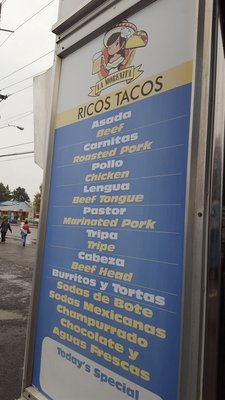 LA MORENITA
RICOS TACOS
Asada
Beef
Carnitas
Roasted Pork
Pollo
Chicken
Lengua
Beef Tongue
Pastor
Marinated Pork
Tripa
Tripe
Cabeza
Beef Head
Burritos y Tortas
Sodas de Bote
Sodas Mexicanas
Champurrado
Chocolate y
Aguas Frescas
Today's Special